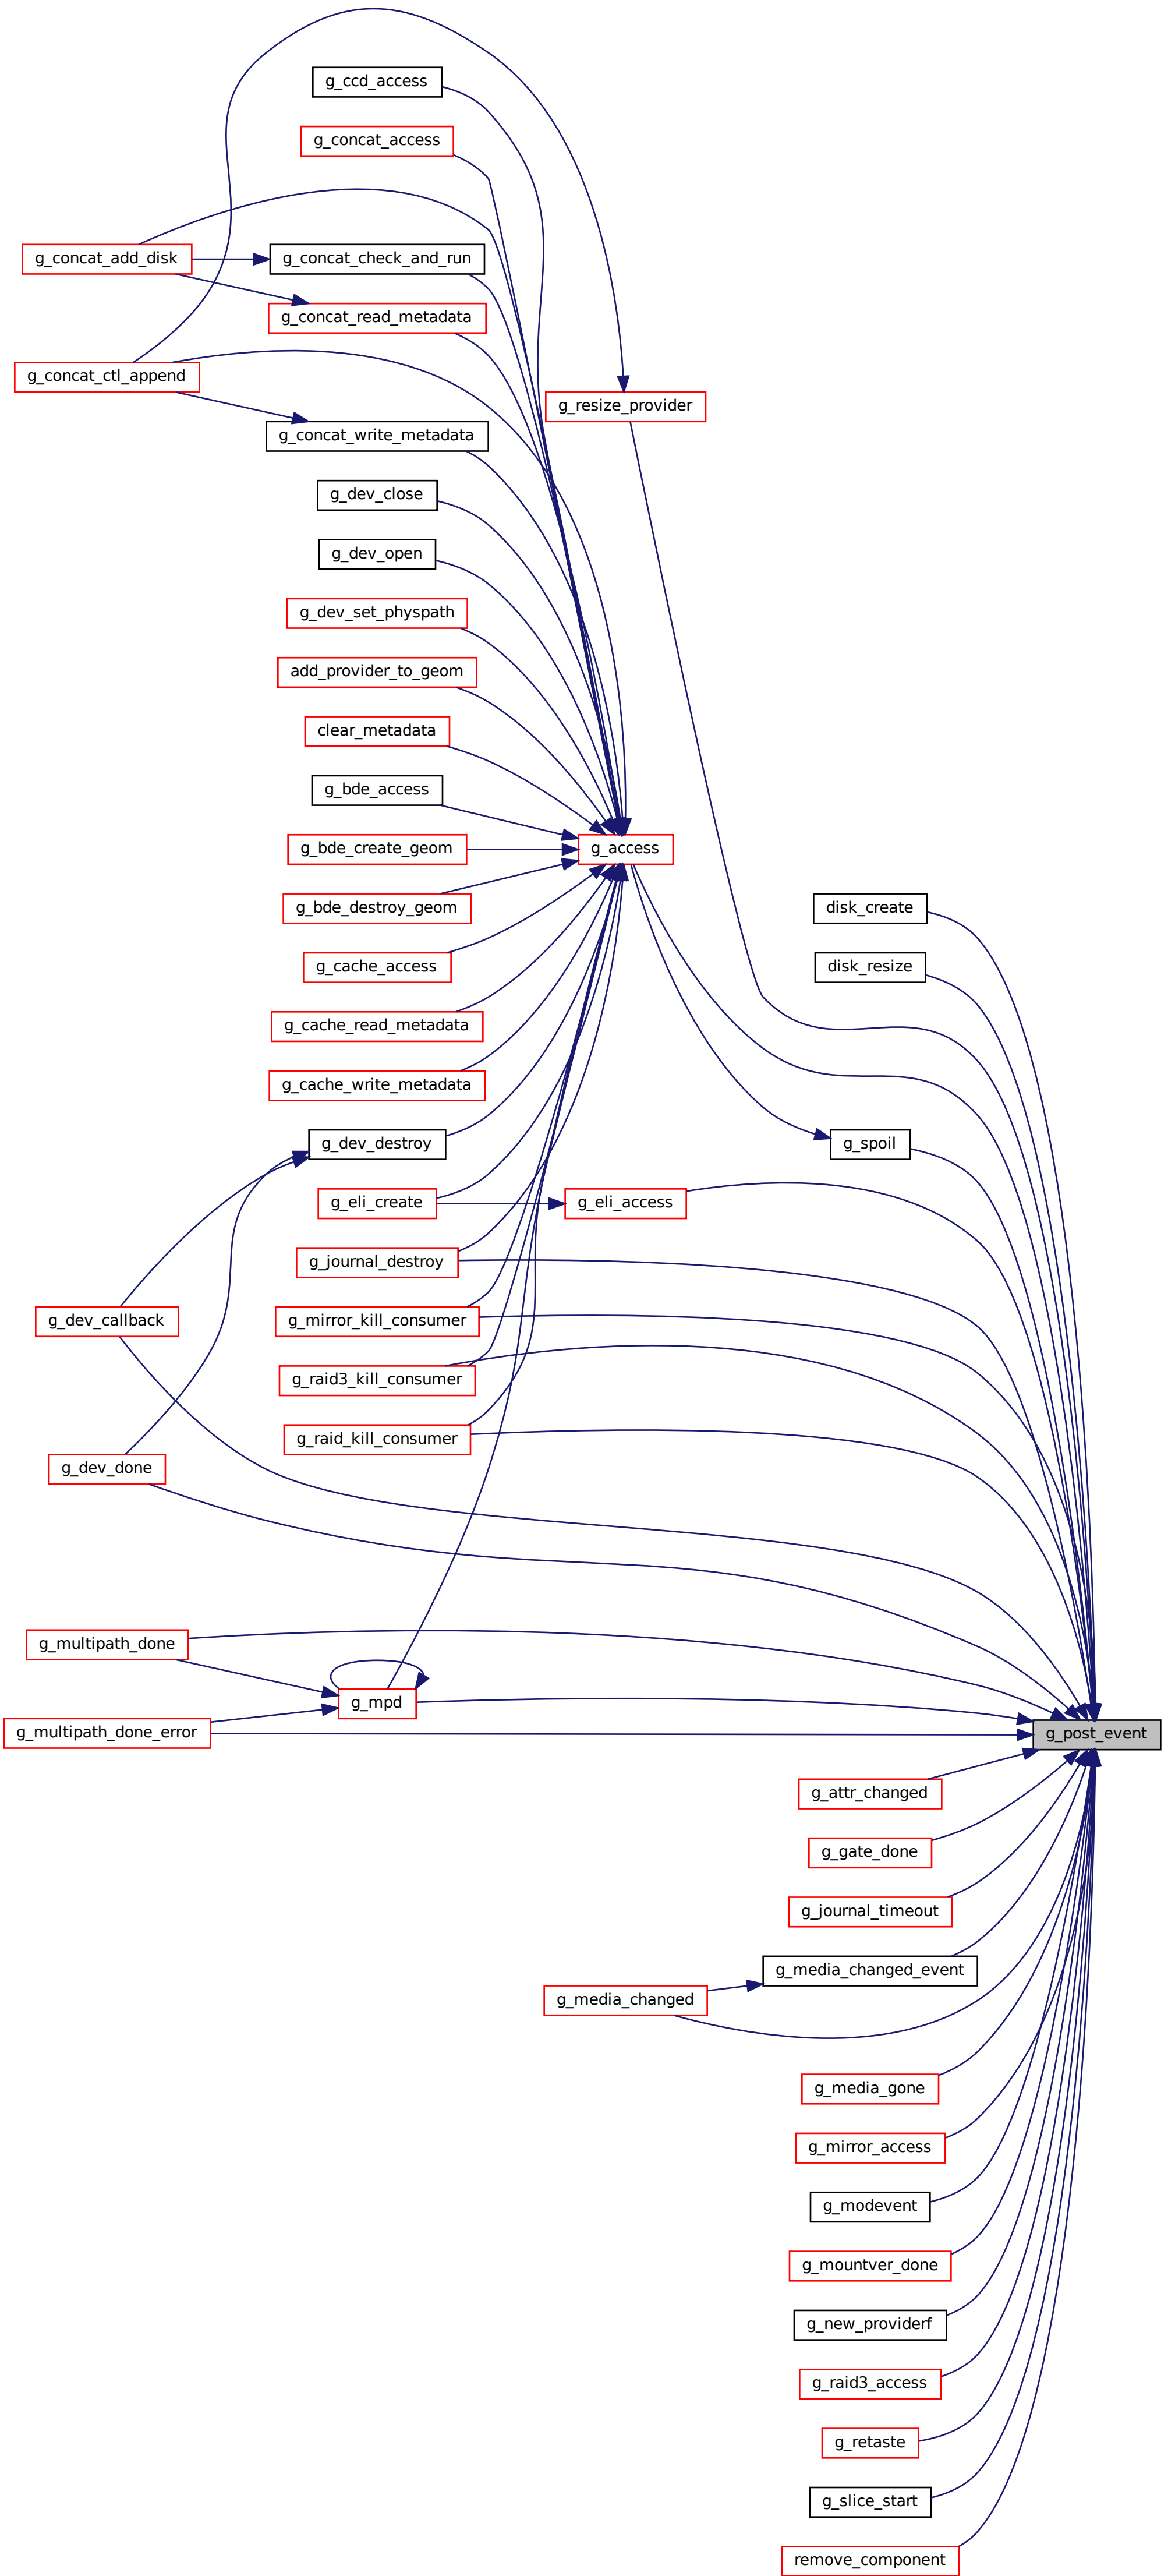 g_ccd_access
g_concat_access
g_concat_add_disk
g_concat_check_and_run
g_concat_read_metadata
g_concat_ctl_append
g_resize_provider
g_concat_write_metadata
g_dev_close
g_dev_open
g_dev_set_physpath
add_provider_to_geom
clear_metadata
g_bde_access
g_bde_create_geom
g_access
g_bde_destroy_geom
disk_create
g_cache_access
disk_resize
g_cache_read_metadata
g_cache_write_metadata
g_dev_destroy
g_spoil
g_eli_create
g_eli_access
g_journal_destroy
g_dev_callback
g_mirror_kill_consumer
g_raid3_kill_consumer
g_raid_kill_consumer
g_dev_done
g_multipath_done
g_mpd
g_multipath_done_error
g_post_event
g_attr_changed
g_gate_done
g_journal_timeout
g_media_changed_event
g_media_changed
g_media_gone
g_mirror_access
g_modevent
g_mountver_done
g_new_providerf
g_raid3_access
g_retaste
g_slice_start
remove_component